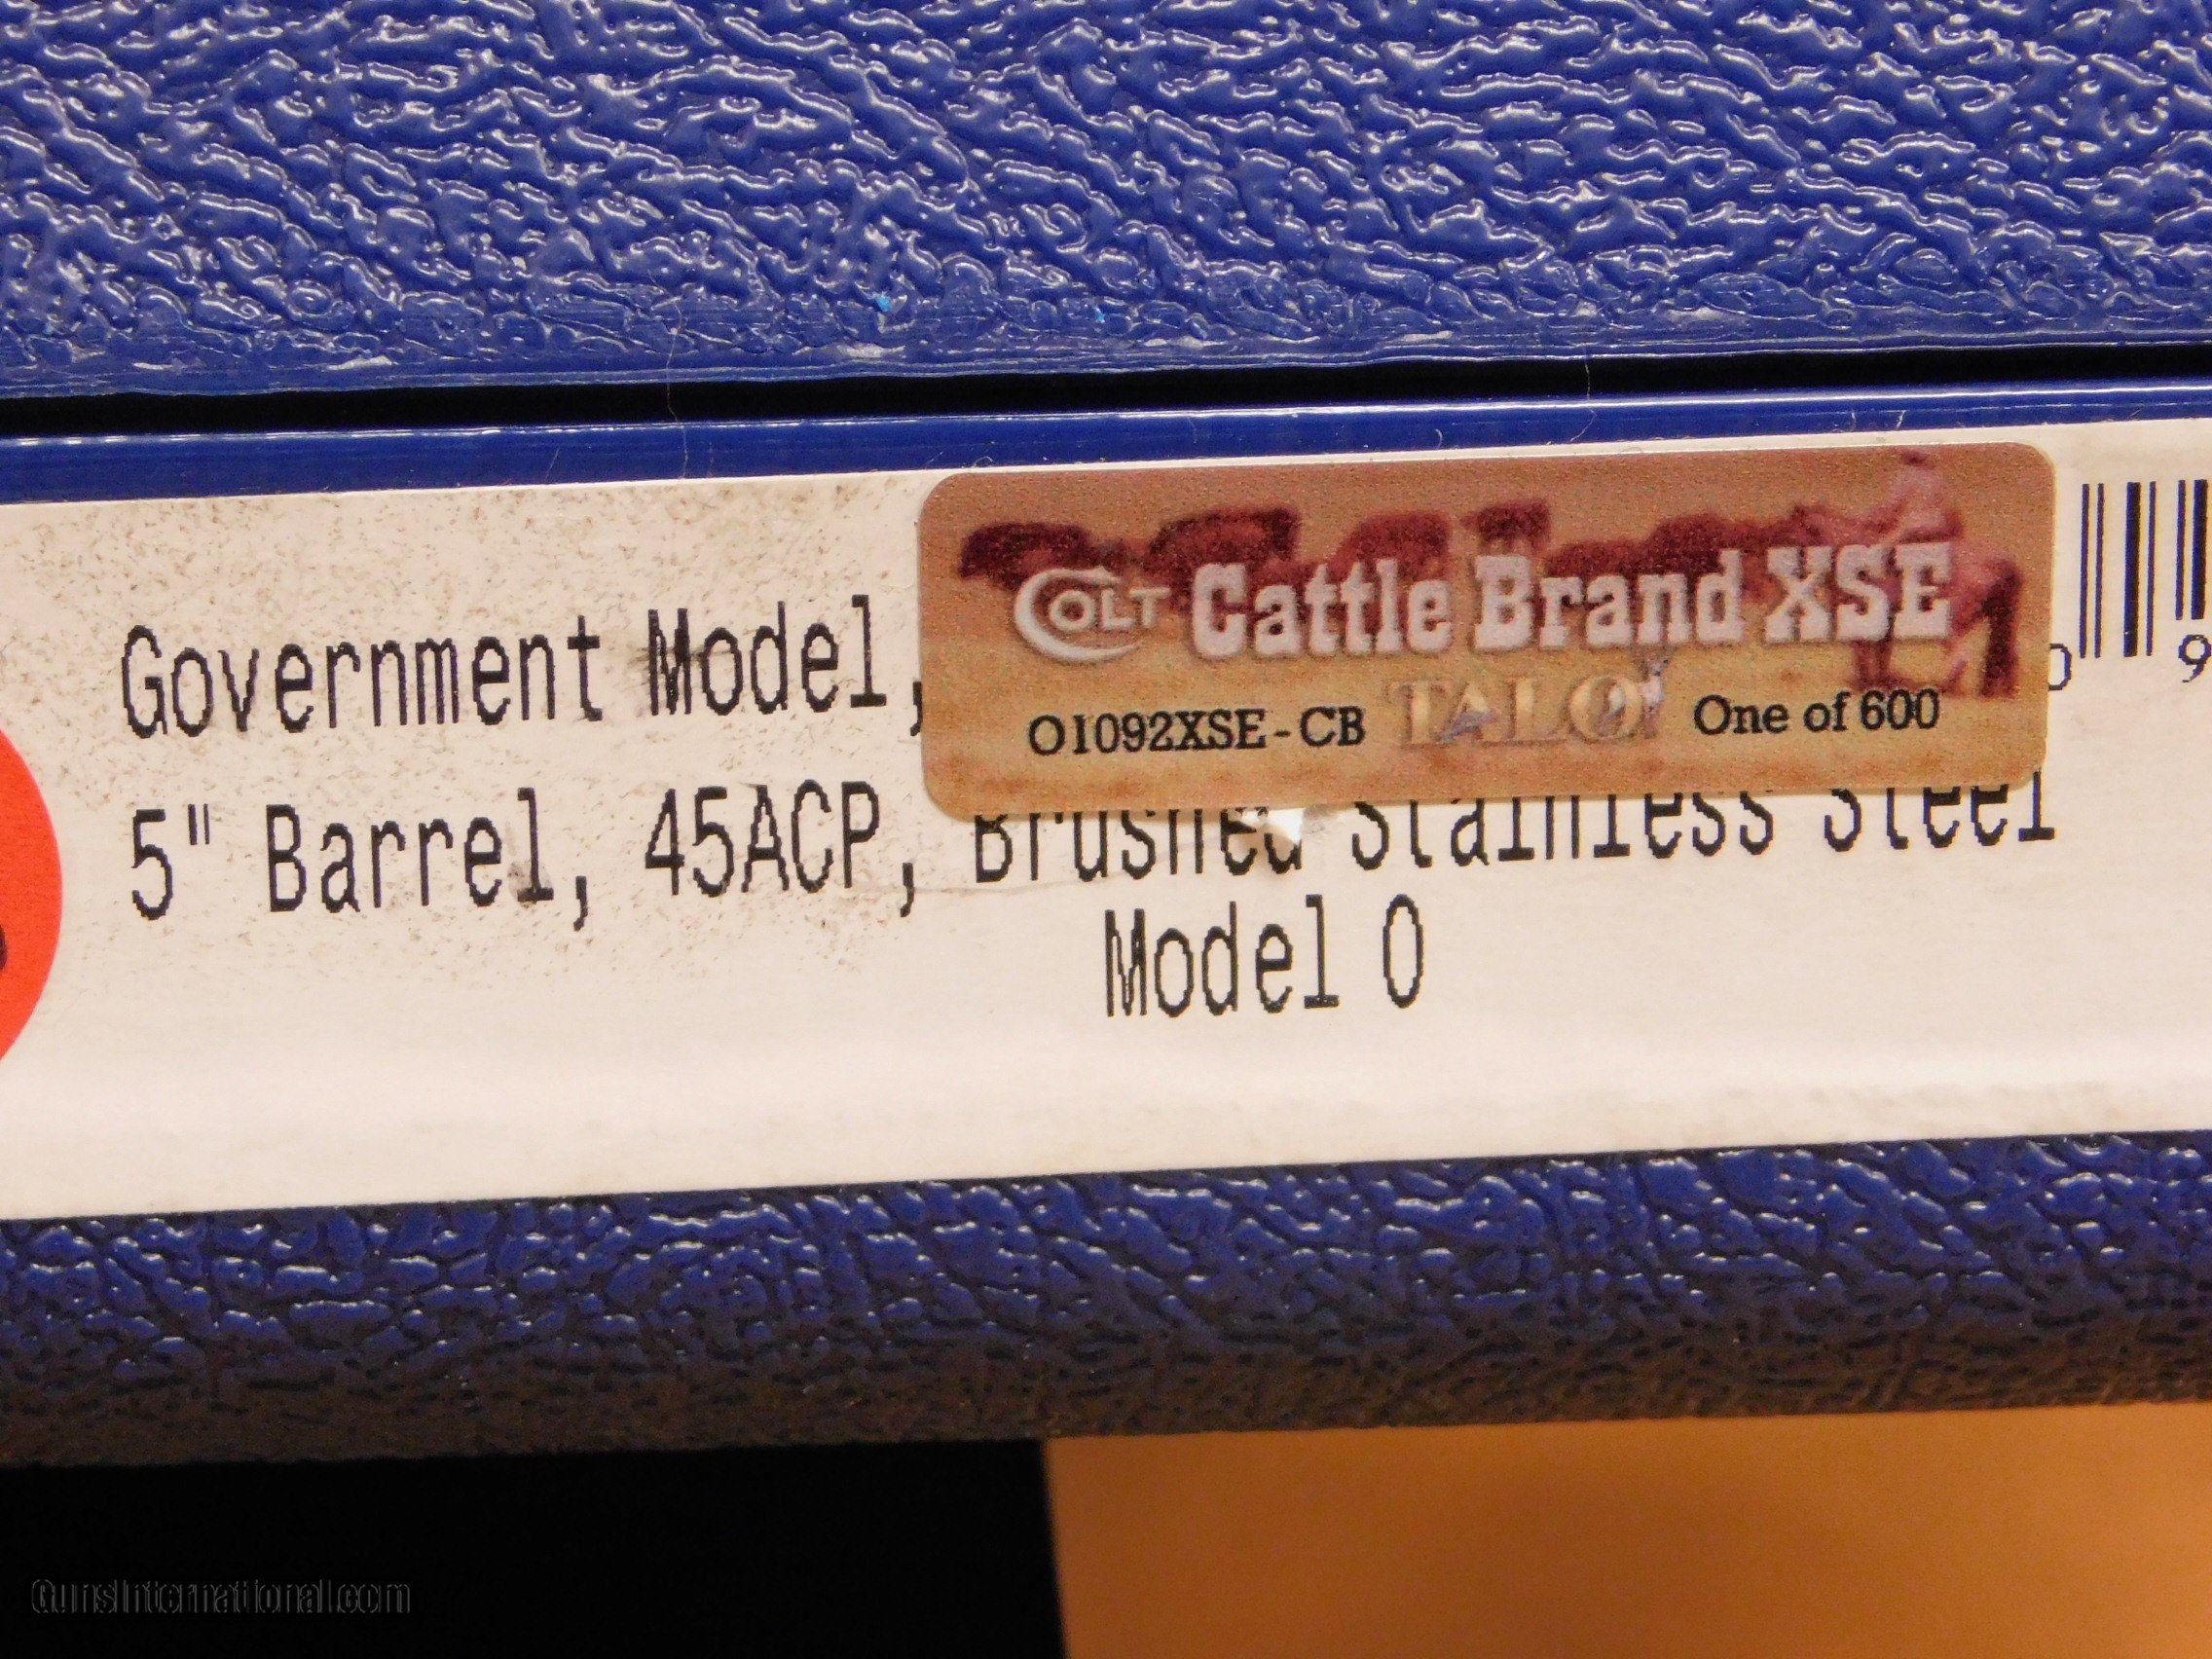 COLT Cattle Brand XSE
O1092XSE-CB TALO One of 600
Government Model,
5" Barrel, 45ACP, Brushed Stainless Steel
Model O
9
GunsInternational.com